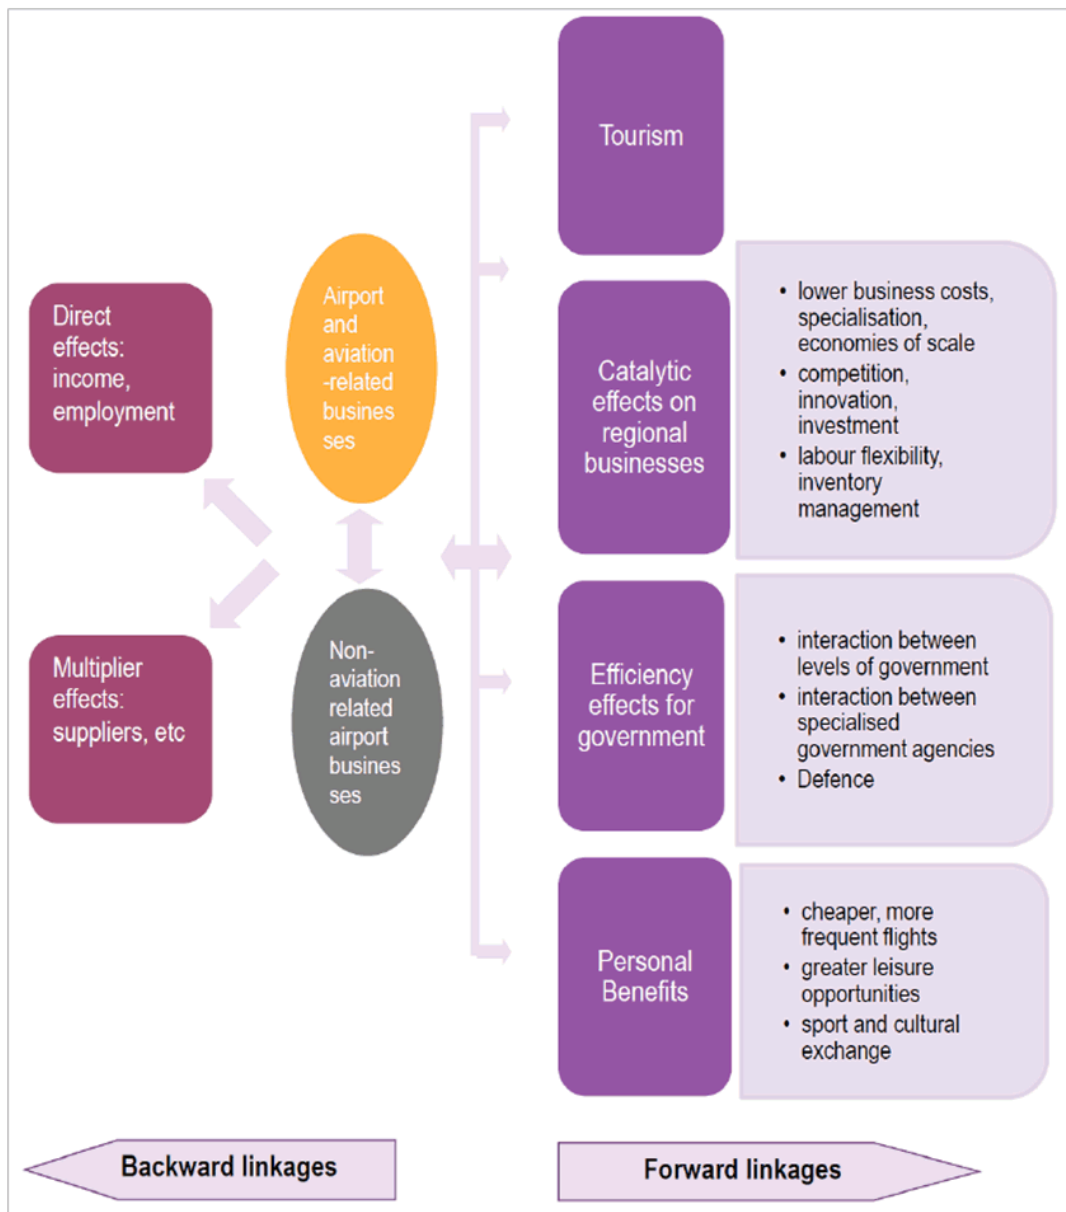 Tourism
Direct
effects:
income,
employment
Airport
and
aviation
-related
business
ses
Catalytic
effects on
regional
businesses
• lower business costs,
specialisation,
economies of scale
• competition,
innovation,
investment
• labour flexibility,
inventory
management
Multiplier
effects:
suppliers, etc
Non-
aviation
related
airport
busines
ses
Efficiency
effects for
government
• interaction between
levels of government
• interaction between
specialised
government agencies
• Defence
Personal
Benefits
• cheaper, more
frequent flights
• greater leisure
opportunities
• sport and cultural
exchange
Backward linkages
Forward linkages